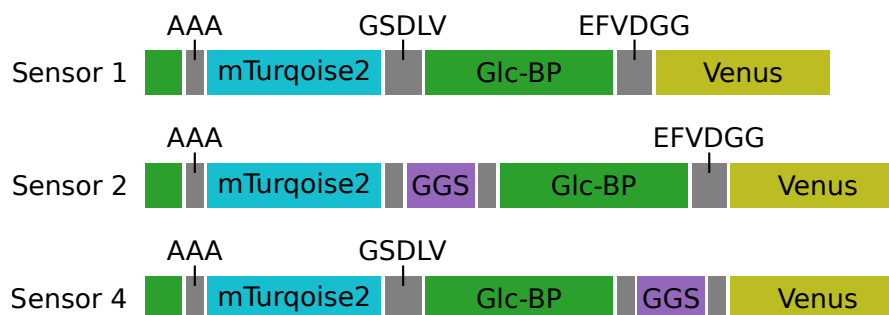 AAA GSDLV EFVDGG
Sensor 1 mTurqoise2 Glc-BP Venus
AAA EFVDGG
Sensor 2 mTurqoise2 GGS Glc-BP Venus
AAA GSDLV
Sensor 4 mTurqoise2 Glc-BP GGS Venus